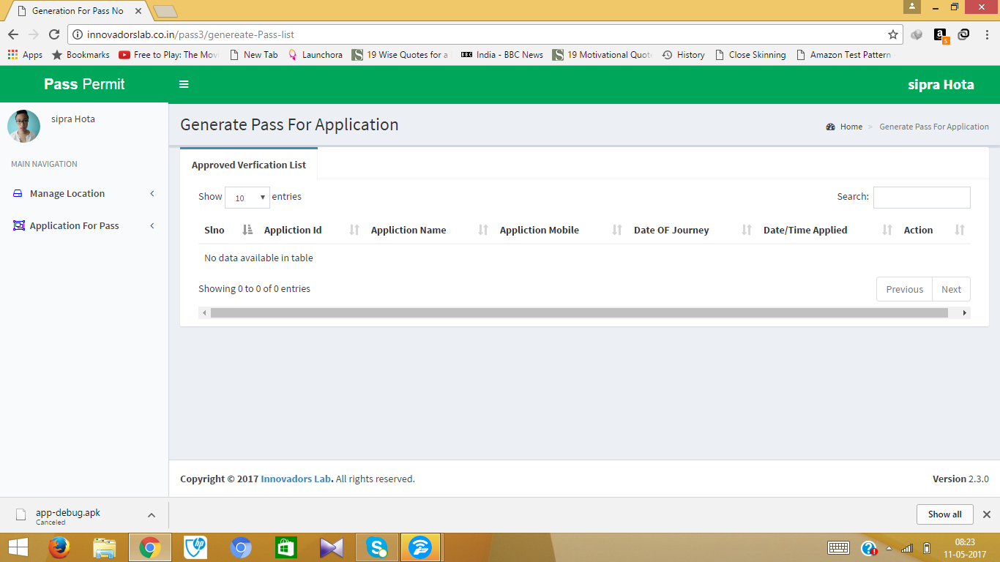 Generation For Pass No
innovadorslab.co.in/pass3/genereate-Pass-list
Apps Bookmarks Free to Play: The Mov New Tab Launchora 19 Wise Quotes for a BBC India - BBC News 19 Motivational Quot History Close Skinning Amazon Test Pattern -
Pass Permit
sipra Hota
sipra Hota
MAIN NAVIGATION
Manage Location
Application For Pass
Generate Pass For Application
Home > Generate Pass For Application
Approved Verfication List
Show 10 entries
Search:
Slno Appliction Id Appliction Name Appliction Mobile Date OF Journey Date/Time Applied Action
No data available in table
Showing 0 to 0 of 0 entries
Previous Next
Copyright © 2017 Innovadors Lab. All rights reserved.
Version 2.3.0
app-debug.apk
Canceled
Show all
08:23
11-05-2017